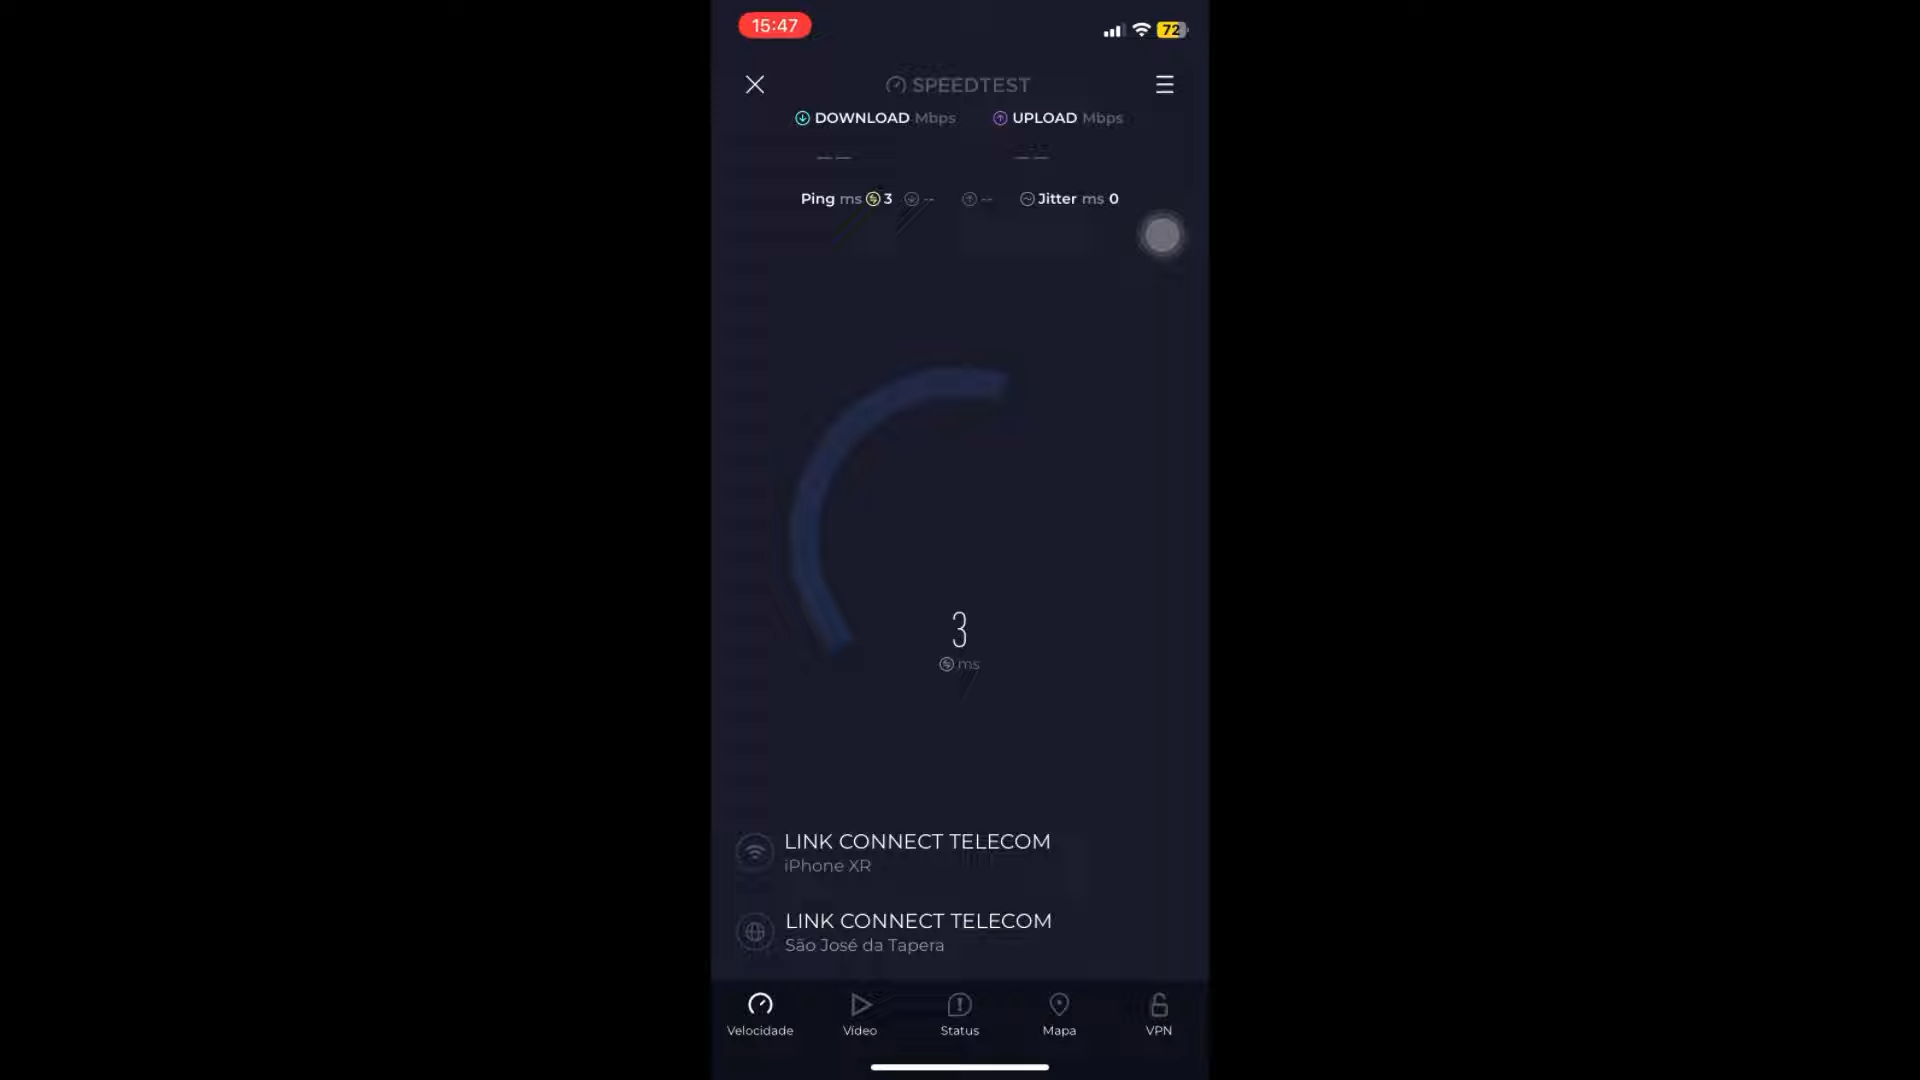 15:47
72
SPEEDTEST
DOWNLOAD Mbps UPLOAD Mbps
Ping ms 3 -- -- Jitter ms 0
3
ms
LINK CONNECT TELECOM
iPhone XR
LINK CONNECT TELECOM
São José da Tapera
Velocidade Vídeo Status Mapa VPN